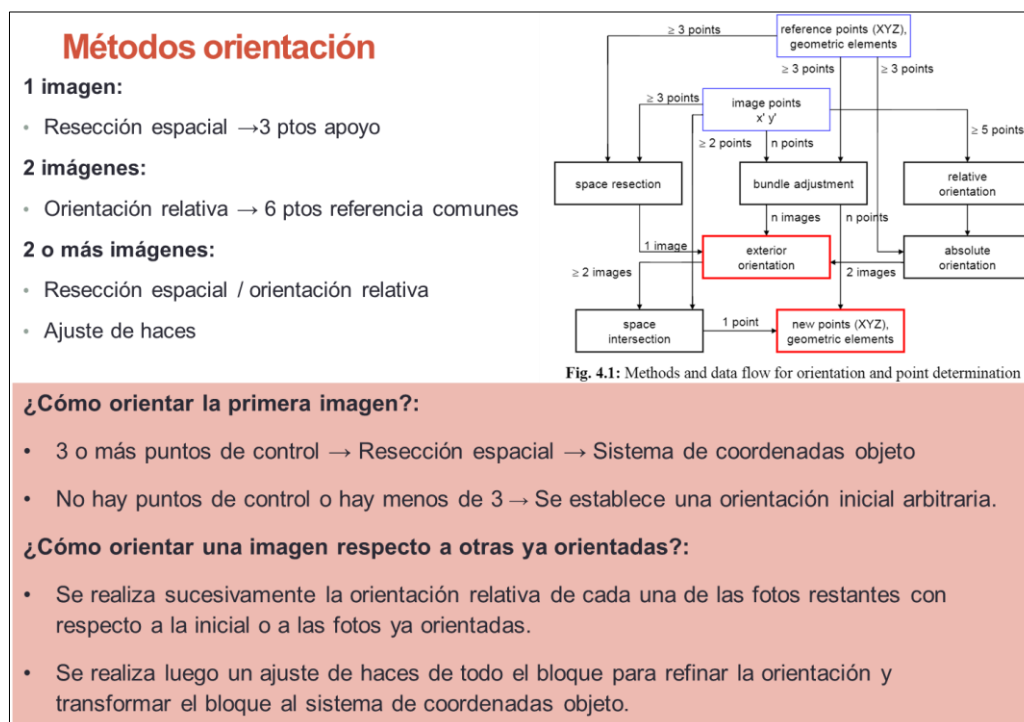 Métodos orientación
1 imagen:
• Resección espacial →3 ptos apoyo
2 imágenes:
• Orientación relativa → 6 ptos referencia comunes
2 o más imágenes:
• Resección espacial / orientación relativa
• Ajuste de haces
reference points (XYZ),
geometric elements
≥ 3 points
≥ 3 points
≥ 3 points
≥ 3 points
image points
x' y'
≥ 2 points
n points
≥ 5 points
space resection
bundle adjustment
relative
orientation
n images
n points
1 image
exterior
orientation
absolute
orientation
≥ 2 images
2 images
space
intersection
1 point
new points (XYZ),
geometric elements
Fig. 4.1: Methods and data flow for orientation and point determination
¿Cómo orientar la primera imagen?:
• 3 o más puntos de control → Resección espacial → Sistema de coordenadas objeto
• No hay puntos de control o hay menos de 3 → Se establece una orientación inicial arbitraria.
¿Cómo orientar una imagen respecto a otras ya orientadas?:
• Se realiza sucesivamente la orientación relativa de cada una de las fotos restantes con
respecto a la inicial o a las fotos ya orientadas.
• Se realiza luego un ajuste de haces de todo el bloque para refinar la orientación y
transformar el bloque al sistema de coordenadas objeto.